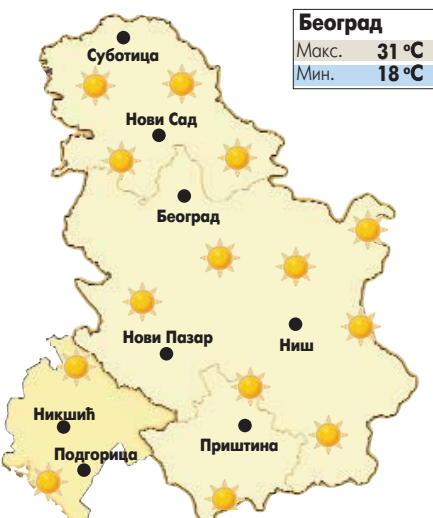 Београд
Макс. 31 °C
Мин. 18 °C
Суботица
Нови Сад
Београд
Нови Пазар
Ниш
Никшић
Приштина
Подгорица